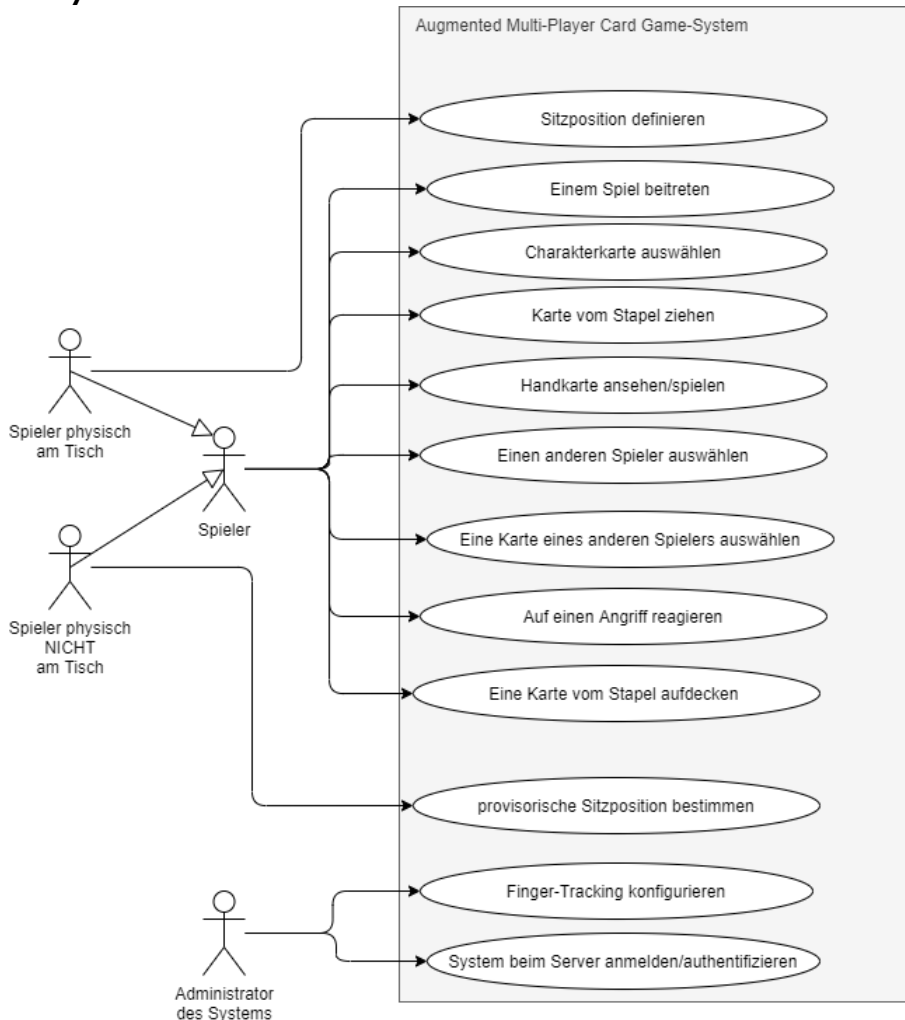 Augmented Multi-Player Card Game-System
Sitzposition definieren
Einem Spiel beitreten
Charakterkarte auswählen
Karte vom Stapel ziehen
Handkarte ansehen/spielen
Einen anderen Spieler auswählen
Eine Karte eines anderen Spielers auswählen
Auf einen Angriff reagieren
Eine Karte vom Stapel aufdecken
provisorische Sitzposition bestimmen
Finger-Tracking konfigurieren
System beim Server anmelden/authentifizieren
Spieler physisch
am Tisch
Spieler
Spieler physisch
NICHT
am Tisch
Administrator
des Systems